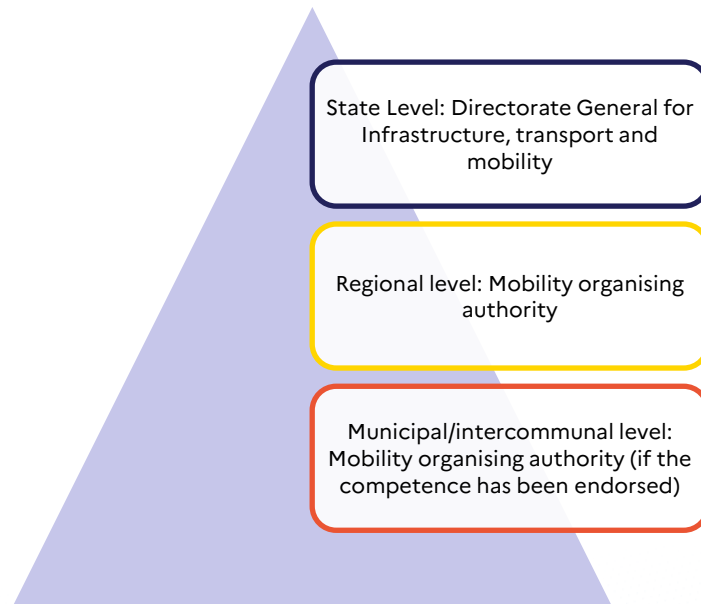 State Level: Directorate General for
Infrastructure, transport and
mobility
Regional level: Mobility organising
authority
Municipal/intercommunal level:
Mobility organising authority (if the
competence has been endorsed)